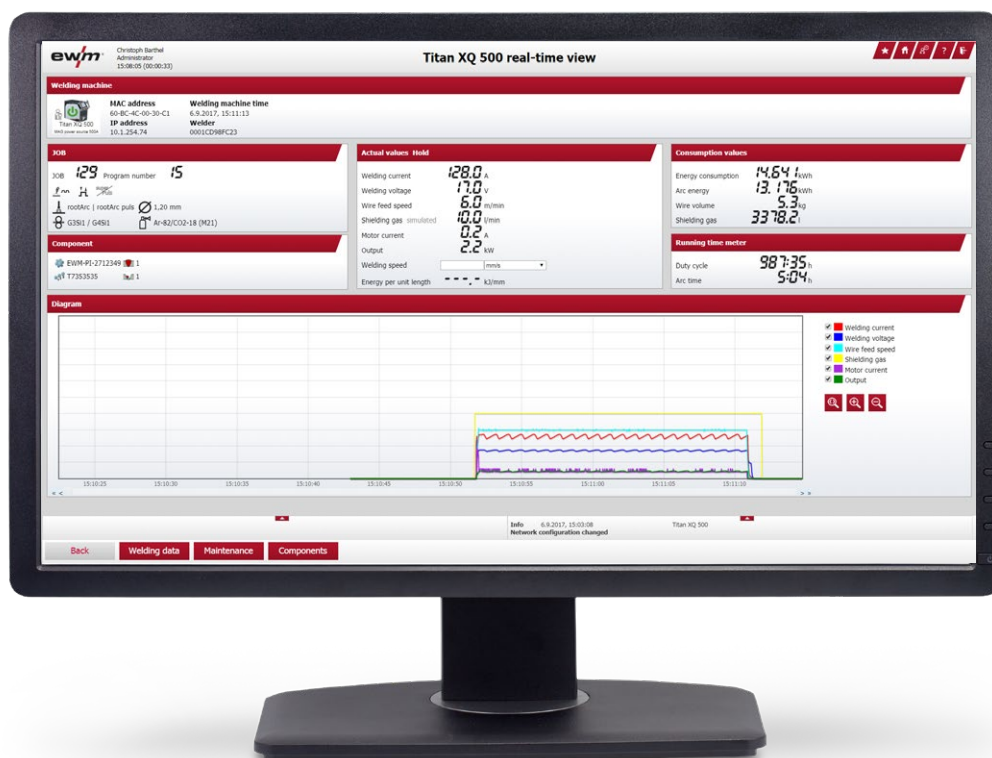 ewm
Christoph Barthel
Administrator
15:08:05 (00:00:33)
Titan XQ 500 real-time view
?
Welding machine
Titan XQ 500
MAC address
60-BC-4C-00-30-C1
IP address
10.1.254.74
Welding machine time
6.9.2017, 15:11:13
Welder
0001CD98FC23
JOB
JOB 129 Program number 15
rootArc | rootArc puls 1,20 mm
G3Si1 / G4Si1 Ar-82/CO2-18 (M21)
Component
EWM-PI-2712349 1
T7353535 1
Actual values Hold
Welding current 128.0 A
Welding voltage 17.0 V
Wire feed speed 6.0 m/min
Shielding gas simulated 10.0 l/min
Motor current 0.2 A
Output 2.2 kW
Welding speed mm/s
Energy per unit length ---.- kJ/mm
Consumption values
Energy consumption 14.641 kWh
Arc energy 13.176 kWh
Wire volume 5.3 kg
Shielding gas 3378.2 l
Running time meter
Duty cycle 987:35 h
Arc time 5:04 h
Diagram
Welding current
Welding voltage
Wire feed speed
Shielding gas
Motor current
Output
15:10:25 15:10:30 15:10:35 15:10:40 15:10:45 15:10:50 15:10:55 15:11:00 15:11:05 15:11:10
« < > »
Info 6.9.2017, 15:03:08 Titan XQ 500
Network configuration changed
Back Welding data Maintenance Components